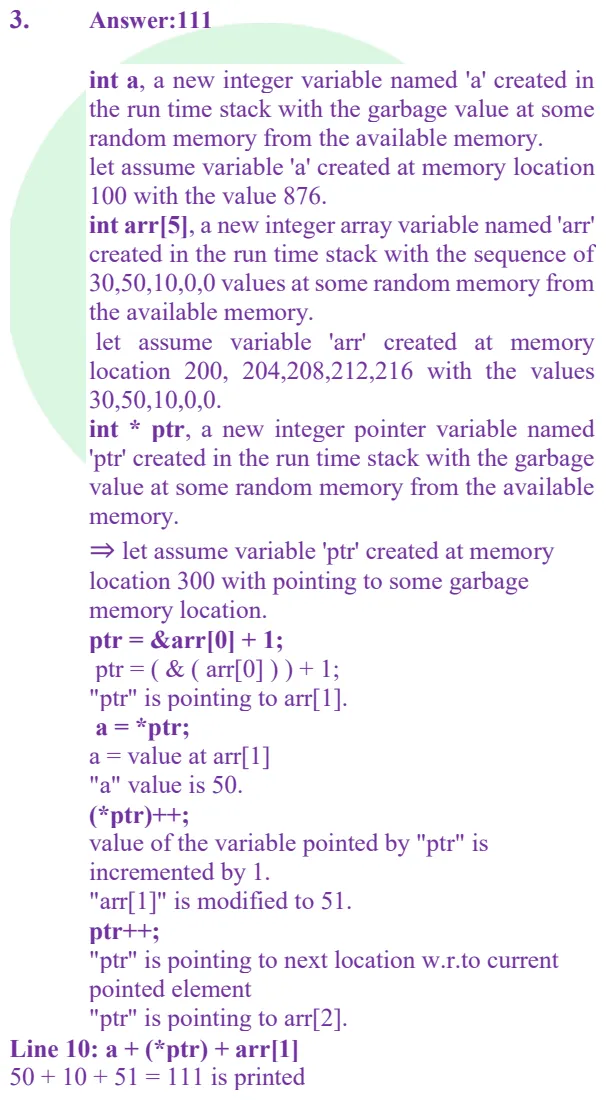 3. Answer:111
int a, a new integer variable named 'a' created in
the run time stack with the garbage value at some
random memory from the available memory.
let assume variable 'a' created at memory location
100 with the value 876.
int arr[5], a new integer array variable named 'arr'
created in the run time stack with the sequence of
30,50,10,0,0 values at some random memory from
the available memory.
let assume variable 'arr' created at memory
location 200, 204,208,212,216 with the values
30,50,10,0,0.
int * ptr, a new integer pointer variable named
'ptr' created in the run time stack with the garbage
value at some random memory from the available
memory.
⇒ let assume variable 'ptr' created at memory
location 300 with pointing to some garbage
memory location.
ptr = &arr[0] + 1;
ptr = ( & ( arr[0] ) ) + 1;
"ptr" is pointing to arr[1].
a = *ptr;
a = value at arr[1]
"a" value is 50.
(*ptr)++;
value of the variable pointed by "ptr" is
incremented by 1.
"arr[1]" is modified to 51.
ptr++;
"ptr" is pointing to next location w.r.to current
pointed element
"ptr" is pointing to arr[2].
Line 10: a + (*ptr) + arr[1]
50 + 10 + 51 = 111 is printed